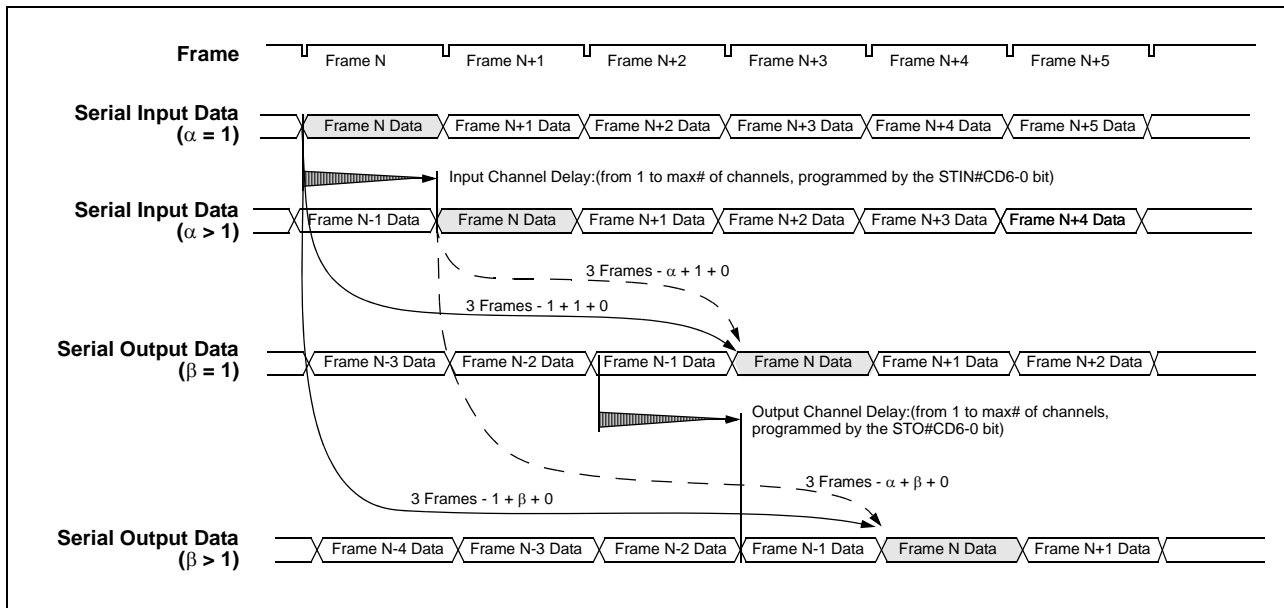 Frame
Frame N Frame N+1 Frame N+2 Frame N+3 Frame N+4 Frame N+5
Serial Input Data
(α = 1)
Frame N Data Frame N+1 Data Frame N+2 Data Frame N+3 Data Frame N+4 Data Frame N+5 Data
Input Channel Delay:(from 1 to max# of channels, programmed by the STIN#CD6-0 bit)
Serial Input Data
(α > 1)
Frame N-1 Data Frame N Data Frame N+1 Data Frame N+2 Data Frame N+3 Data Frame N+4 Data
3 Frames - α + 1 + 0
3 Frames - 1 + 1 + 0
Serial Output Data
(β = 1)
Frame N-3 Data Frame N-2 Data Frame N-1 Data Frame N Data Frame N+1 Data Frame N+2 Data
Output Channel Delay:(from 1 to max# of channels,
programmed by the STO#CD6-0 bit)
3 Frames - α + β + 0
3 Frames - 1 + β + 0
Serial Output Data
(β > 1)
Frame N-4 Data Frame N-3 Data Frame N-2 Data Frame N-1 Data Frame N Data Frame N+1 Data